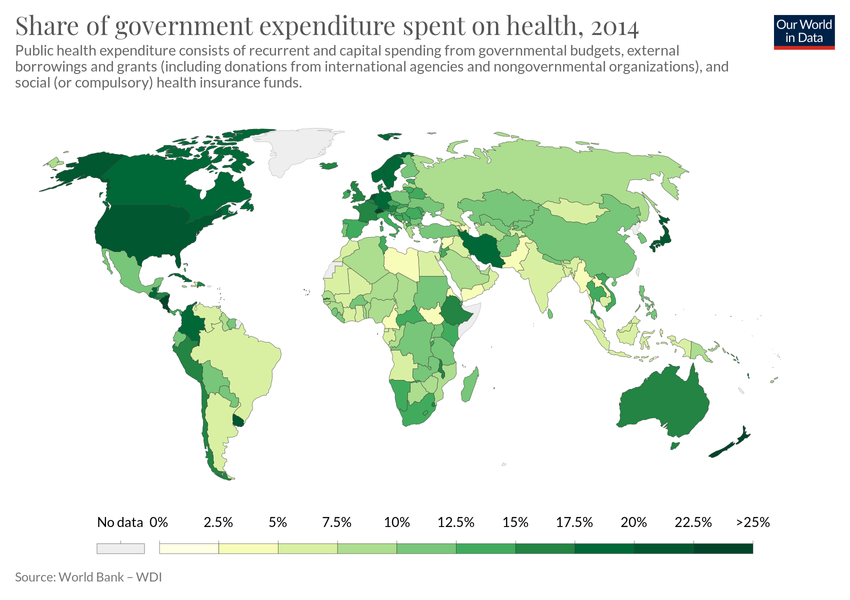 Share of government expenditure spent on health, 2014
Our World
in Data
Public health expenditure consists of recurrent and capital spending from governmental budgets, external
borrowings and grants (including donations from international agencies and nongovernmental organizations), and
social (or compulsory) health insurance funds.
No data 0% 2.5% 5% 7.5% 10% 12.5% 15% 17.5% 20% 22.5% >25%
Source: World Bank – WDI